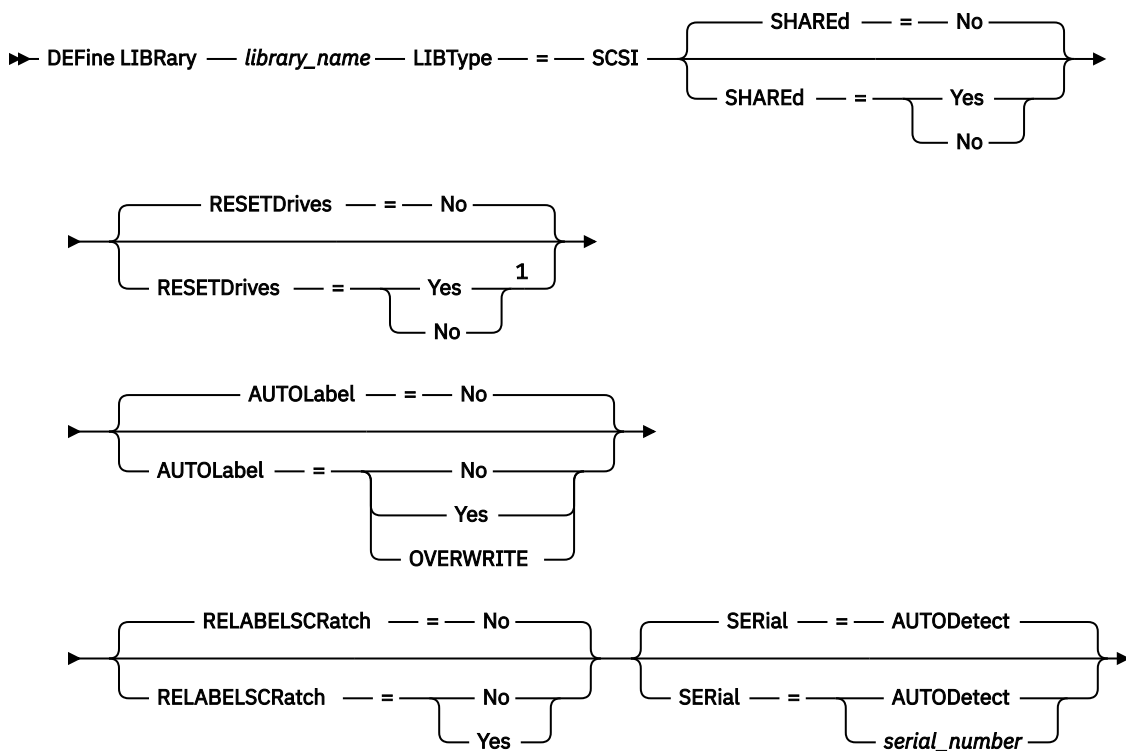 SHAREd = No
DEFine LIBRary library_name LIBType = SCSI
SHAREd = Yes
No
RESETDrives = No
RESETDrives = Yes 1
No
AUTOLabel = No
AUTOLabel = No
Yes
OVERWRITE
RELABELSCRatch = No SERial = AUTODetect
RELABELSCRatch = No SERial = AUTODetect
Yes serial_number